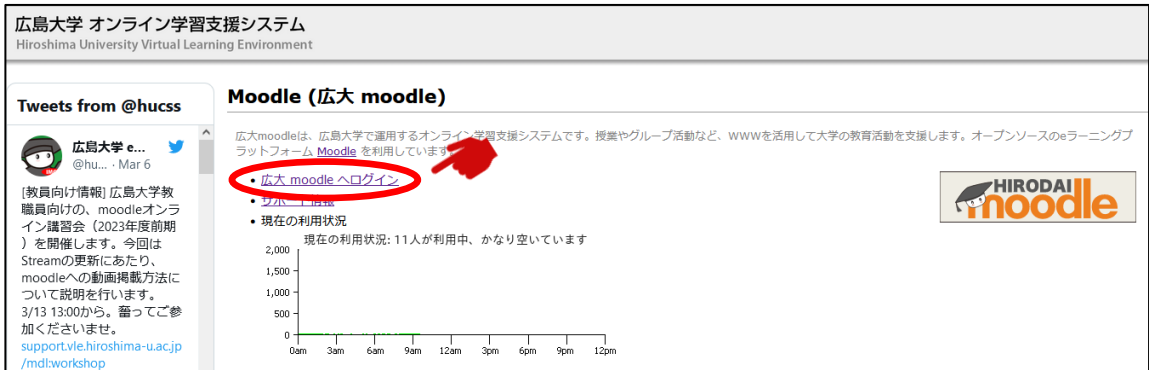 広島大学 オンライン学習支援システム
Hiroshima University Virtual Learning Environment
Tweets from @hucss
広島大学 e...
@hu... · Mar 6
[教員向け情報] 広島大学教
職員向けの、moodleオンラ
イン講習会（2023年度前期
）を開催します。今回は
Streamの更新にあたり、
moodleへの動画掲載方法に
ついて説明を行います。
3/13 13:00から。奮ってご参
加くださいませ。
support.vle.hiroshima-u.ac.jp
/mdl:workshop
Moodle (広大 moodle)
広大moodleは、広島大学で運用するオンライン学習支援システムです。授業やグループ活動など、WWWを活用して大学の教育活動を支援します。オープンソースのeラーニングプ
ラットフォーム Moodle を利用しています
• 広大 moodle へログイン
• サポート情報
• 現在の利用状況
現在の利用状況: 11人が利用中、かなり空いています
2,000
1,500
1,000
500
0
0am 3am 6am 9am 12am 3pm 6pm 9pm 12pm
HIRODAI
moodle